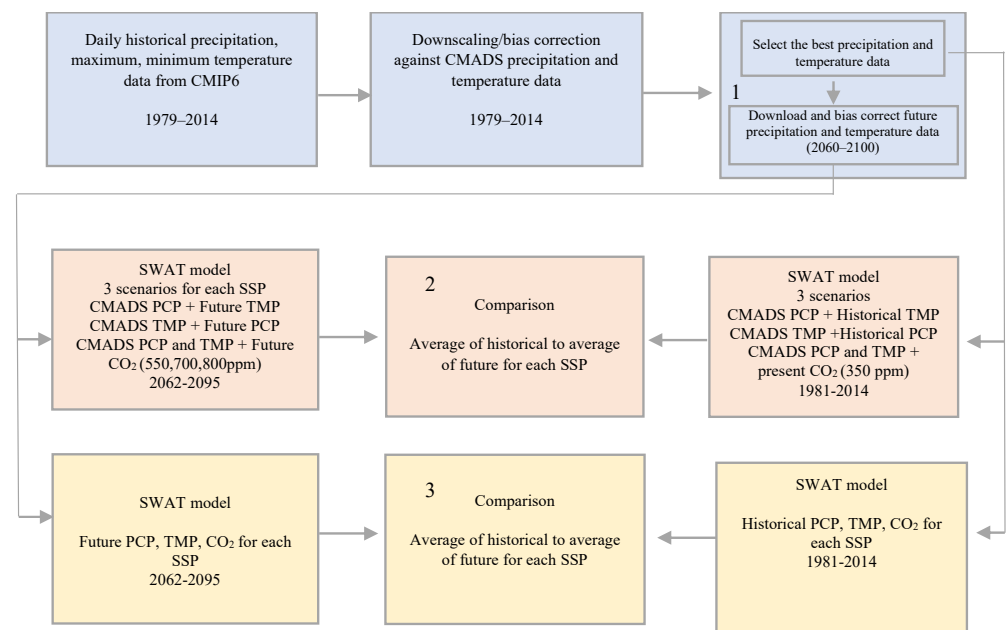 Daily historical precipitation,
maximum, minimum temperature
data from CMIP6
1979–2014
Downscaling/bias correction
against CMADS precipitation and
temperature data
1979–2014
Select the best precipitation and
temperature data
1
Download and bias correct future
precipitation and temperature data
(2060–2100)
SWAT model
3 scenarios for each SSP
CMADS PCP + Future TMP
CMADS TMP + Future PCP
CMADS PCP and TMP + Future
CO₂ (550,700,800ppm)
2062-2095
2
Comparison
Average of historical to average
of future for each SSP
SWAT model
3 scenarios
CMADS PCP + Historical TMP
CMADS TMP +Historical PCP
CMADS PCP and TMP +
present CO₂ (350 ppm)
1981-2014
SWAT model
Future PCP, TMP, CO₂ for each
SSP
2062-2095
3
Comparison
Average of historical to average
of future for each SSP
SWAT model
Historical PCP, TMP, CO₂ for
each SSP
1981-2014